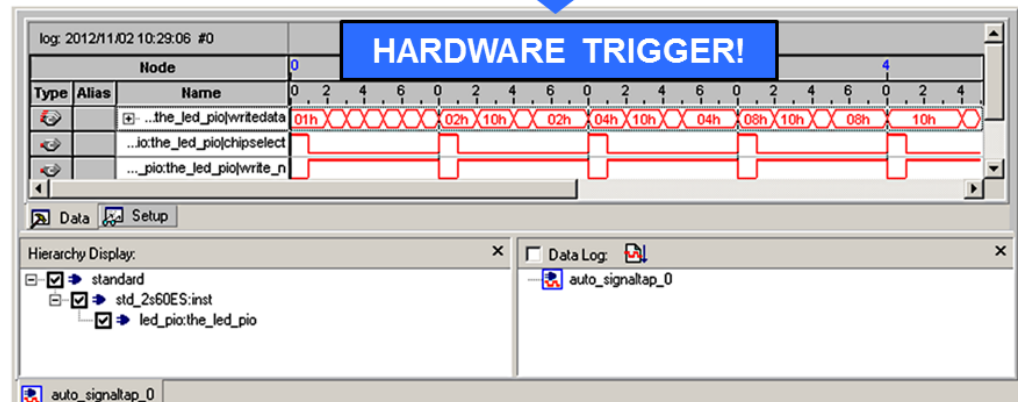 HARDWARE TRIGGER!
log: 2012/11/02 10:29:06 #0
Node 0 4
Type Alias Name 0 2 4 6 0 2 4 6 0 2 4 6 0 2 4 6 0 2 4
...the_led_pio|writedata 01h 02h 10h 02h 04h 10h 04h 08h 10h 08h 10h
...io:the_led_pio|chipselect
..._pio:the_led_pio|write_n
Data Setup
Hierarchy Display: × Data Log: ×
standard auto_signaltap_0
std_2s60ES:inst
led_pio:the_led_pio
auto_signaltap_0